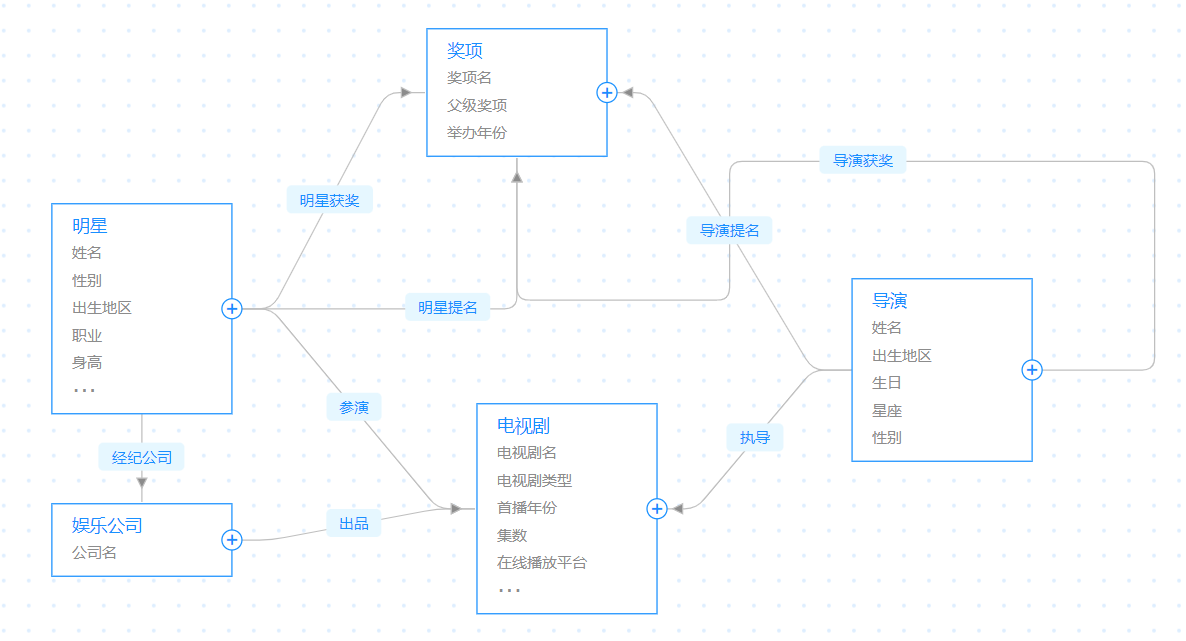 奖项
奖项名
父级奖项
举办年份
导演获奖
明星获奖
导演提名
明星
姓名
性别
出生地区
职业
身高
...
明星提名
导演
姓名
出生地区
生日
星座
性别
参演
执导
经纪公司
电视剧
电视剧名
电视剧类型
首播年份
集数
在线播放平台
...
娱乐公司
公司名
出品